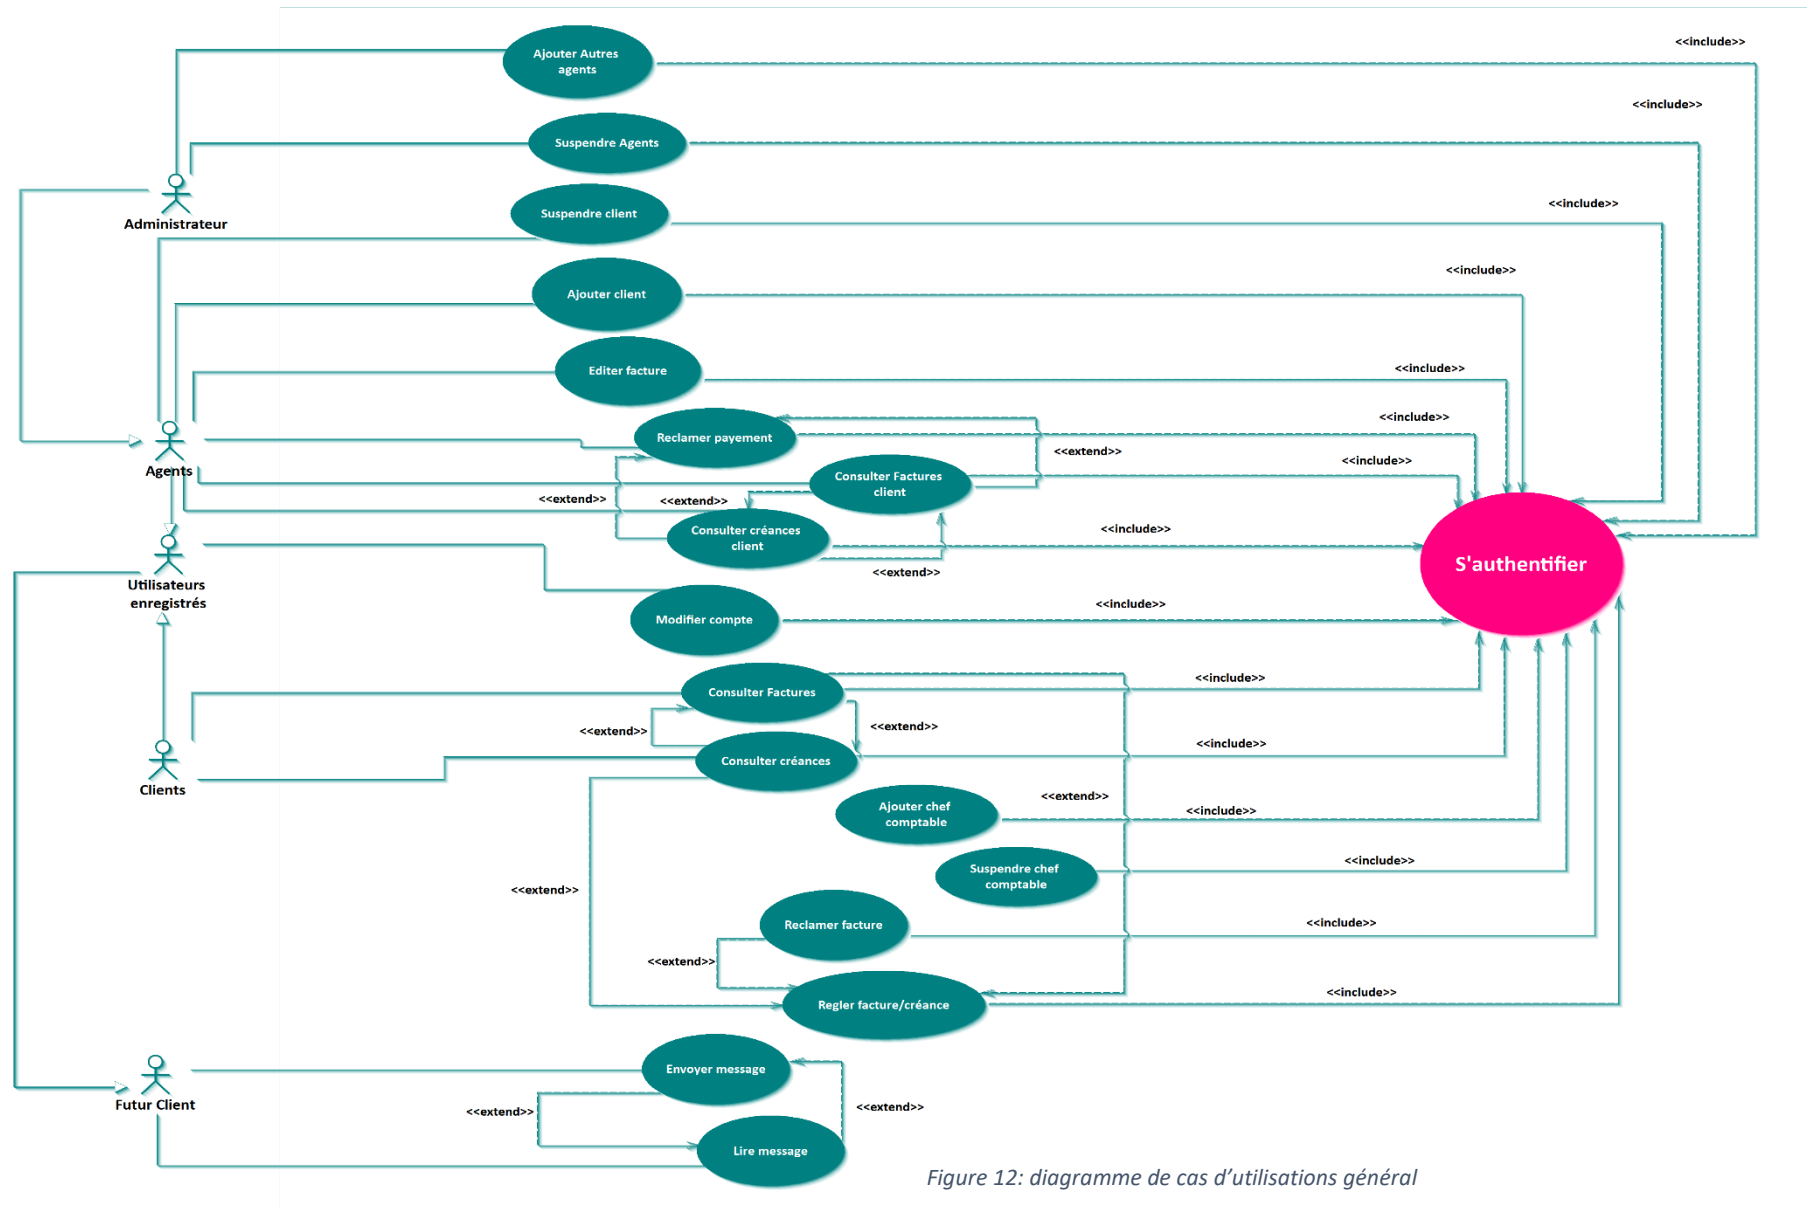 Ajouter Autres
agents
<<include>>
<<include>>
Suspendre Agents
Administrateur
Suspendre client
<<include>>
Ajouter client
<<include>>
Editer facture
<<include>>
Agents
Reclamer payement
<<include>>
<<extend>>
Consulter Factures
client
<<include>>
<<extend>>
<<extend>>
Consulter créances
client
<<include>>
<<extend>>
S'authentifier
Utilisateurs
enregistrés
Modifier compte
<<include>>
Consulter Factures
<<include>>
<<extend>>
<<extend>>
Consulter créances
<<include>>
Clients
Ajouter chef
comptable
<<extend>>
<<include>>
Suspendre chef
comptable
<<include>>
<<extend>>
Reclamer facture
<<include>>
<<extend>>
Regler facture/créance
<<include>>
Envoyer message
Futur Client
<<extend>>
<<extend>>
Lire message
Figure 12: diagramme de cas d’utilisations général